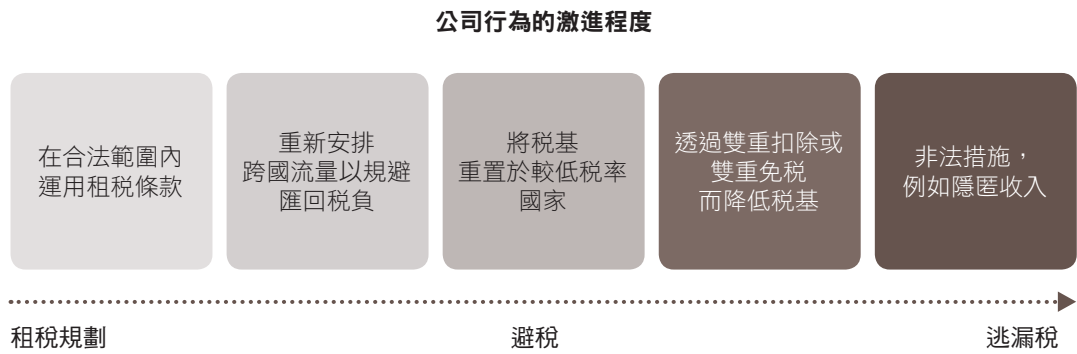 公司行為的激進程度
在合法範圍內
運用租稅條款
重新安排
跨國流量以規避
匯回稅負
將稅基
重置於較低稅率
國家
透過雙重扣除或
雙重免稅
而降低稅基
非法措施，
例如隱匿收入
租稅規劃
避稅
逃漏稅